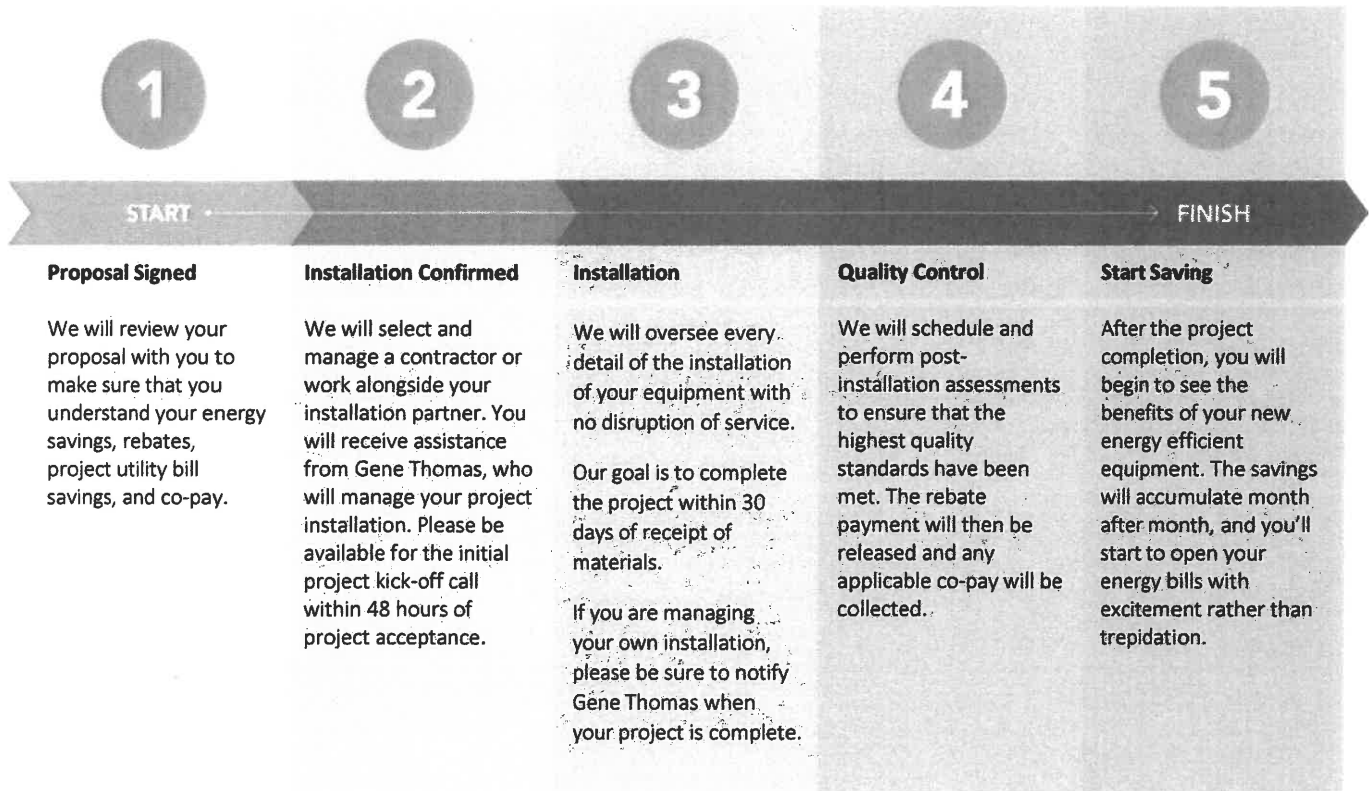 1
2
3
4
5
START
FINISH
Proposal Signed
We will review your
proposal with you to
make sure that you
understand your energy
savings, rebates,
project utility bill
savings, and co-pay.
Installation Confirmed
We will select and
manage a contractor or
work alongside your
installation partner. You
will receive assistance
from Gene Thomas, who
will manage your project
installation. Please be
available for the initial
project kick-off call
within 48 hours of
project acceptance.
Installation
We will oversee every
detail of the installation
of your equipment with
no disruption of service.
Our goal is to complete
the project within 30
days of receipt of
materials.
If you are managing
your own installation,
please be sure to notify
Gene Thomas when
your project is complete.
Quality Control
We will schedule and
perform post-
installation assessments
to ensure that the
highest quality
standards have been
met. The rebate
payment will then be
released and any
applicable co-pay will be
collected.
Start Saving
After the project
completion, you will
begin to see the
benefits of your new
energy efficient
equipment. The savings
will accumulate month
after month, and you'll
start to open your
energy bills with
excitement rather than
trepidation.